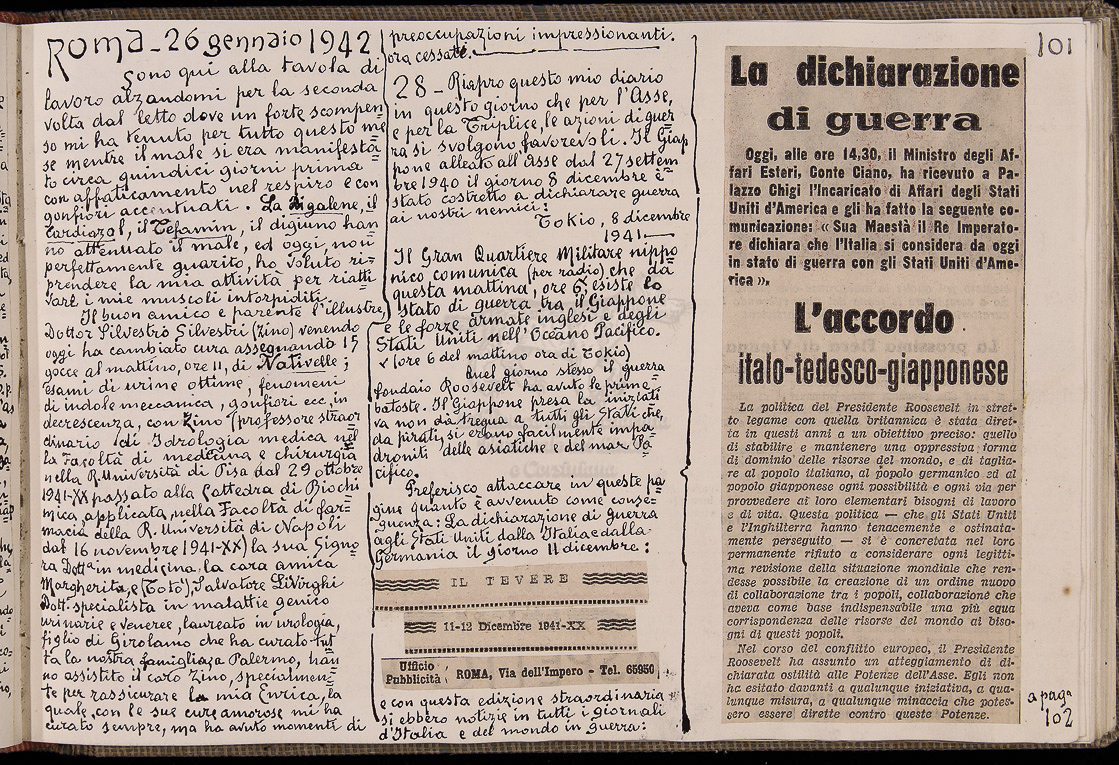 Roma - 26 gennaio 1942
Sono qui alla tavola di
lavoro alzandomi per la seconda
volta dal letto dove un forte scompen=
so mi ha tenuto per tutto questo me=
se mentre il male si era manifesta=
to circa quindici giorni prima
con affaticamento nel respiro e con
gonfiori accentuati. La Digalene, il
Cardiazol, il Tefamin, il digiuno han=
no attenuato il male, ed oggi, non
perfettamente guarito, ho voluto ri=
prendere la mia attività per riatti=
vare i mie muscoli intorpiditi.
Il buon amico e parente l'illustre
Dottor Silvestro Silvestri (Zino) venendo
oggi ha cambiato cura assegnando 15
gocce al mattino, ore 11, di Nativelle;
esami di urine ottime, fenomeni
di indole meccanica, gonfiori ecc, in
decrescenza, con Zino (professore straor=
dinario di Idrologia medica nel
la Facoltà di medicina e chirurgia
nella R. Università di Pisa dal 29 ottobre
1941-XX passato alla Cattedra di Biochi=
mica, applicata, nella Facoltà di far=
macia della R. Università di Napoli
dal 16 novembre 1941-XX) la sua Signo=
ra Dottª in medicina, la cara amica
Margherita, e (Totò), Salvatore LiVirghi
Dott. specialista in malattie genico
urinarie e Veneree, laureato in urologia,
figlio di Girolamo che ha curato tut=
ta la nostra famiglia a Palermo, han=
no assistito il caro Zino, specialmen=
te per rassicurare la mia Enrica, la
quale, con le sue cure amorose mi ha
curato sempre, ma ha avuto momenti di
preoccupazioni impressionanti.
ora cessate.
28 - Riapro questo mio diario
in questo giorno che per l'Asse,
e per la Triplice, le azioni di guer=
ra si svolgono favorevoli. Il Giap=
pone alleato all'Asse dal 27 settem=
bre 1940 il giorno 8 dicembre è
stato costretto a dichiarare guerra
ai nostri nemici:
Tokio, 8 dicembre
1941 -
Il Gran Quartiere Militare nippo=
nico comunica (per radio) che da
questa mattina, ore 6, esiste lo
stato di guerra tra il Giappone
e le forze armate inglesi e degli
Stati Uniti nell'Oceano Pacifico.
(ore 6 del mattino ora di Tokio)
Quel giorno stesso il guerra
fondaio Roosevelt ha avuto le prime
batoste. Il Giappone presa la iniziati
va non dà tregua a tutti gli Stati che,
da pirati, si erano facilmente impa=
droniti delle asiatiche e del mar Pa=
cifico.
Preferisco attaccare in queste pa=
gine quanto è avvenuto come conse=
guenza: La dichiarazione di guerra
agli Stati Uniti dalla Italia e dalla
Germania il giorno 11 dicembre:
IL TEVERE
11-12 Dicembre 1941-XX
Ufficio
Pubblicità, ROMA, Via dell'Impero - Tel. 65950
e con questa edizione straordinaria
si ebbero notizie in tutti i giornali
d'Italia e del mondo in guerra:
101
La dichiarazione
di guerra
Oggi, alle ore 14,30, il Ministro degli Af-
fari Esteri, Conte Ciano, ha ricevuto a Pa-
lazzo Chigi l'Incaricato di Affari degli Stati
Uniti d'America e gli ha fatto la seguente co-
municazione: « Sua Maestà il Re Imperato-
re dichiara che l'Italia si considera da oggi
in stato di guerra con gli Stati Uniti d'Ame-
rica ».
L'accordo
italo-tedesco-giapponese
La politica del Presidente Roosevelt in stret-
to legame con quella britannica è stata diret-
ta in questi anni a un obiettivo preciso: quello
di stabilire e mantenere una oppressiva forma
di dominio delle risorse del mondo, e di taglia-
re al popolo italiano, al popolo germanico ed al
popolo giapponese ogni possibilità e ogni via per
provvedere ai loro elementari bisogni di lavoro
e di vita. Questa politica — che gli Stati Uniti
e l'Inghilterra hanno tenacemente e ostinata-
mente perseguito — si è concretata nel loro
permanente rifiuto a considerare ogni legitti-
ma revisione della situazione mondiale che ren-
desse possibile la creazione di un ordine nuovo
di collaborazione tra i popoli, collaborazione che
aveva come base indispensabile una più equa
corrispondenza delle risorse del mondo ai biso-
gni di questi popoli.
Nel corso del conflitto europeo, il Presidente
Roosevelt ha assunto un atteggiamento di di-
chiarata ostilità alle Potenze dell'Asse. Egli non
ha esitato davanti a qualunque iniziativa, a qua-
lunque misura, a qualunque minaccia che potes-
sero essere dirette contro queste Potenze.
a pagª
102